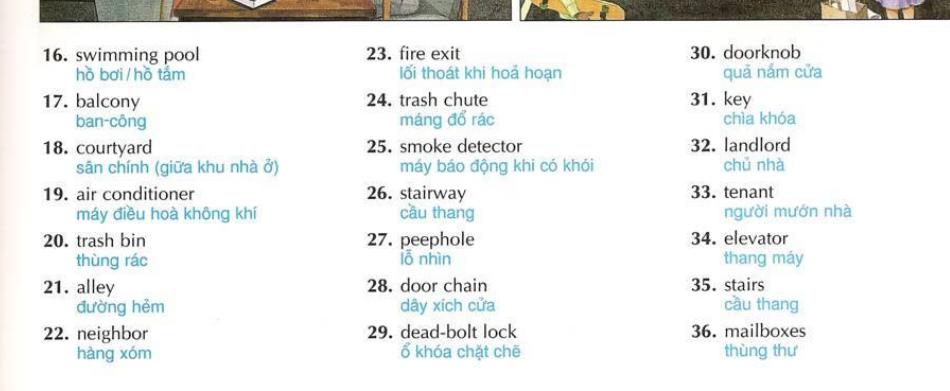 16. swimming pool
hồ bơi / hồ tắm
17. balcony
ban-công
18. courtyard
sân chính (giữa khu nhà ở)
19. air conditioner
máy điều hoà không khí
20. trash bin
thùng rác
21. alley
đường hẻm
22. neighbor
hàng xóm
23. fire exit
lối thoát khi hoả hoạn
24. trash chute
máng đổ rác
25. smoke detector
máy báo động khi có khói
26. stairway
cầu thang
27. peephole
lỗ nhìn
28. door chain
dây xích cửa
29. dead-bolt lock
ổ khóa chặt chẽ
30. doorknob
quả nắm cửa
31. key
chìa khóa
32. landlord
chủ nhà
33. tenant
người mướn nhà
34. elevator
thang máy
35. stairs
cầu thang
36. mailboxes
thùng thư